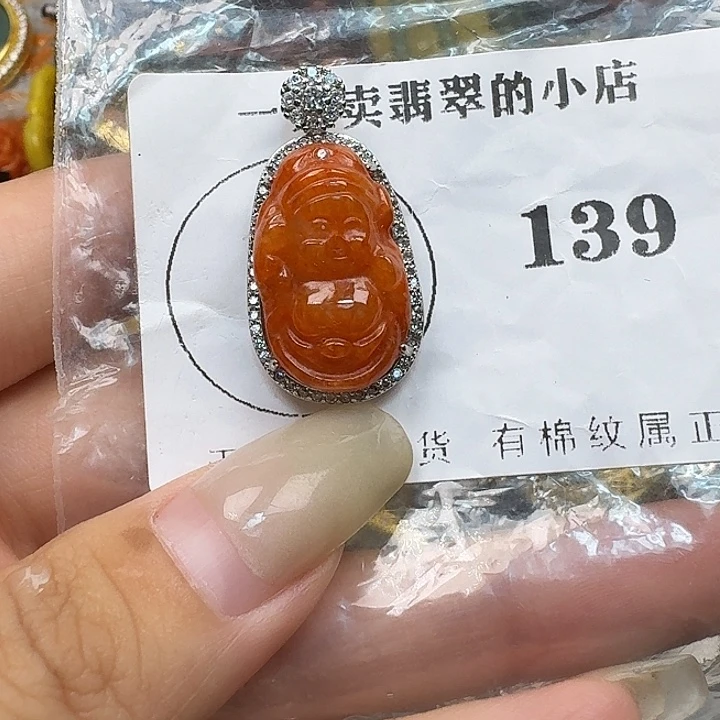 一 卖翡翠的小店
139
货 有棉纹属正